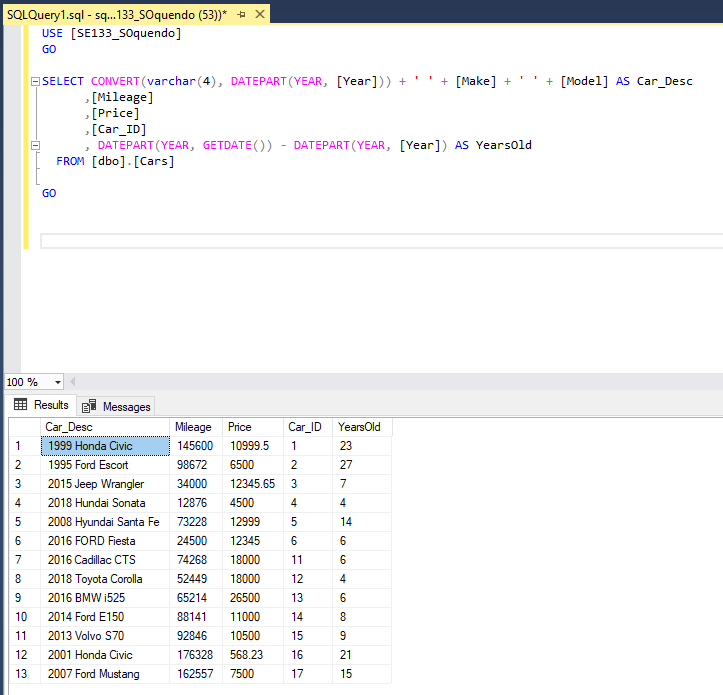 SQLQuery1.sql - sq...133_SOquendo (53))*
USE [SE133_SOquendo]
GO
SELECT CONVERT(varchar(4), DATEPART(YEAR, [Year])) + ' ' + [Make] + ' ' + [Model] AS Car_Desc
,[Mileage]
,[Price]
,[Car_ID]
, DATEPART(YEAR, GETDATE()) - DATEPART(YEAR, [Year]) AS YearsOld
FROM [dbo].[Cars]
GO
100 %
Results Messages
Car_Desc Mileage Price Car_ID YearsOld
1 1999 Honda Civic 145600 10999.5 1 23
2 1995 Ford Escort 98672 6500 2 27
3 2015 Jeep Wrangler 34000 12345.65 3 7
4 2018 Hundai Sonata 12876 4500 4 4
5 2008 Hyundai Santa Fe 73228 12999 5 14
6 2016 FORD Fiesta 24500 12345 6 6
7 2016 Cadillac CTS 74268 18000 11 6
8 2018 Toyota Corolla 52449 18000 12 4
9 2016 BMW i525 65214 26500 13 6
10 2014 Ford E150 88141 11000 14 8
11 2013 Volvo S70 92846 10500 15 9
12 2001 Honda Civic 176328 568.23 16 21
13 2007 Ford Mustang 162557 7500 17 15